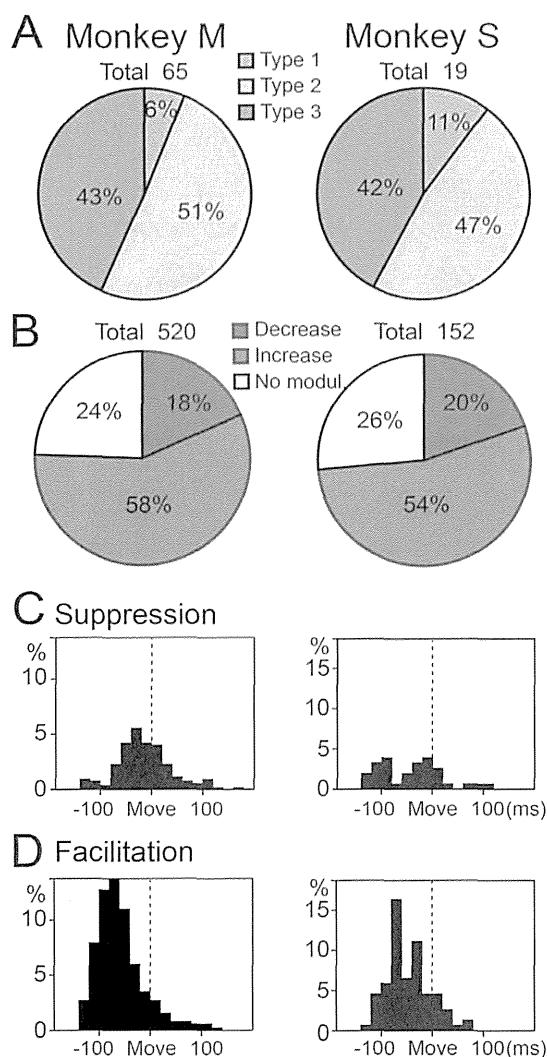 A Monkey M Monkey S
Total 65 Type 1 Total 19
Type 2
Type 3
6% 11%
43% 51% 42% 47%
B Total 520 Decrease Total 152
Increase
No modul.
24% 18% 26% 20%
58% 54%
C Suppression
% %
10 15
5 10
0 5
0
-100 Move 100 -100 Move 100(ms)
D Facilitation
% %
10 15
5 10
0 5
0
-100 Move 100 -100 Move 100(ms)